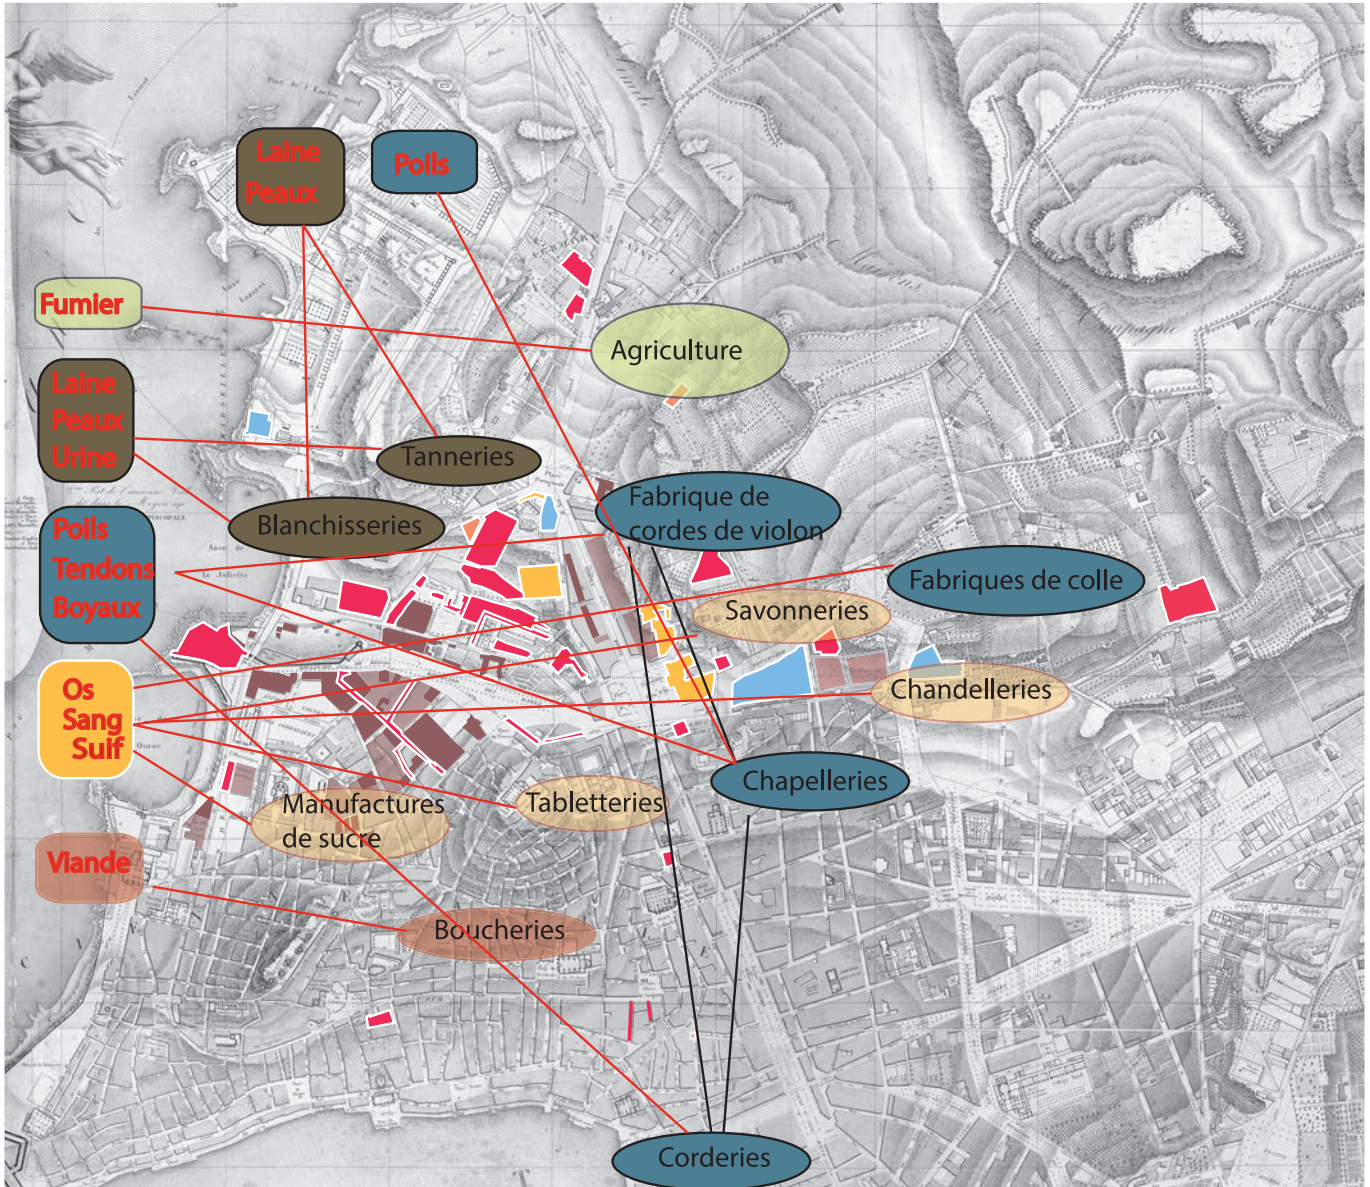 Laine
Peaux
Poils
Fumier
Agriculture
Laine
Peaux
Urine
Tanneries
Blanchisseries
Fabrique de
cordes de violon
Poils
Tendons
Boyaux
Fabriques de colle
Savonneries
Os
Sang
Suif
Chandelleries
Chapelleries
Manufactures
de sucre
Tabletteries
Viande
Boucheries
Corderies